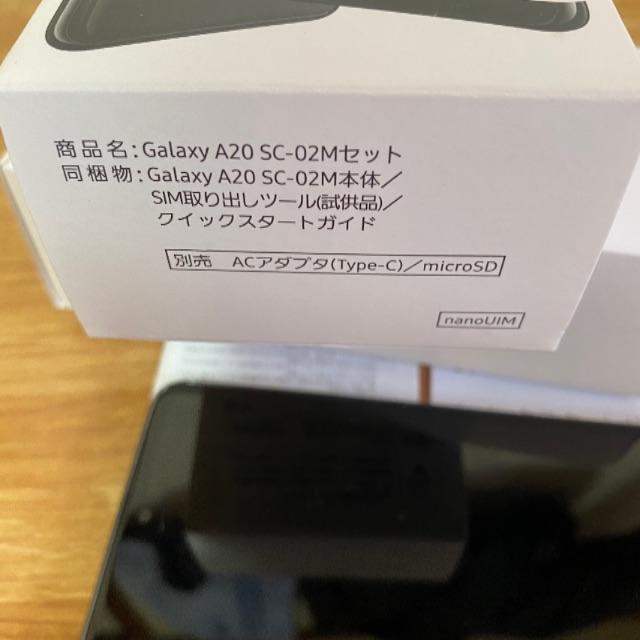 商品名:Galaxy A20 SC-02Mセット
同梱物:Galaxy A20 SC-02M本体／
SIM取り出しツール(試供品)／
クイックスタートガイド
別売 ACアダプタ(Type-C)／microSD
nanoUIM